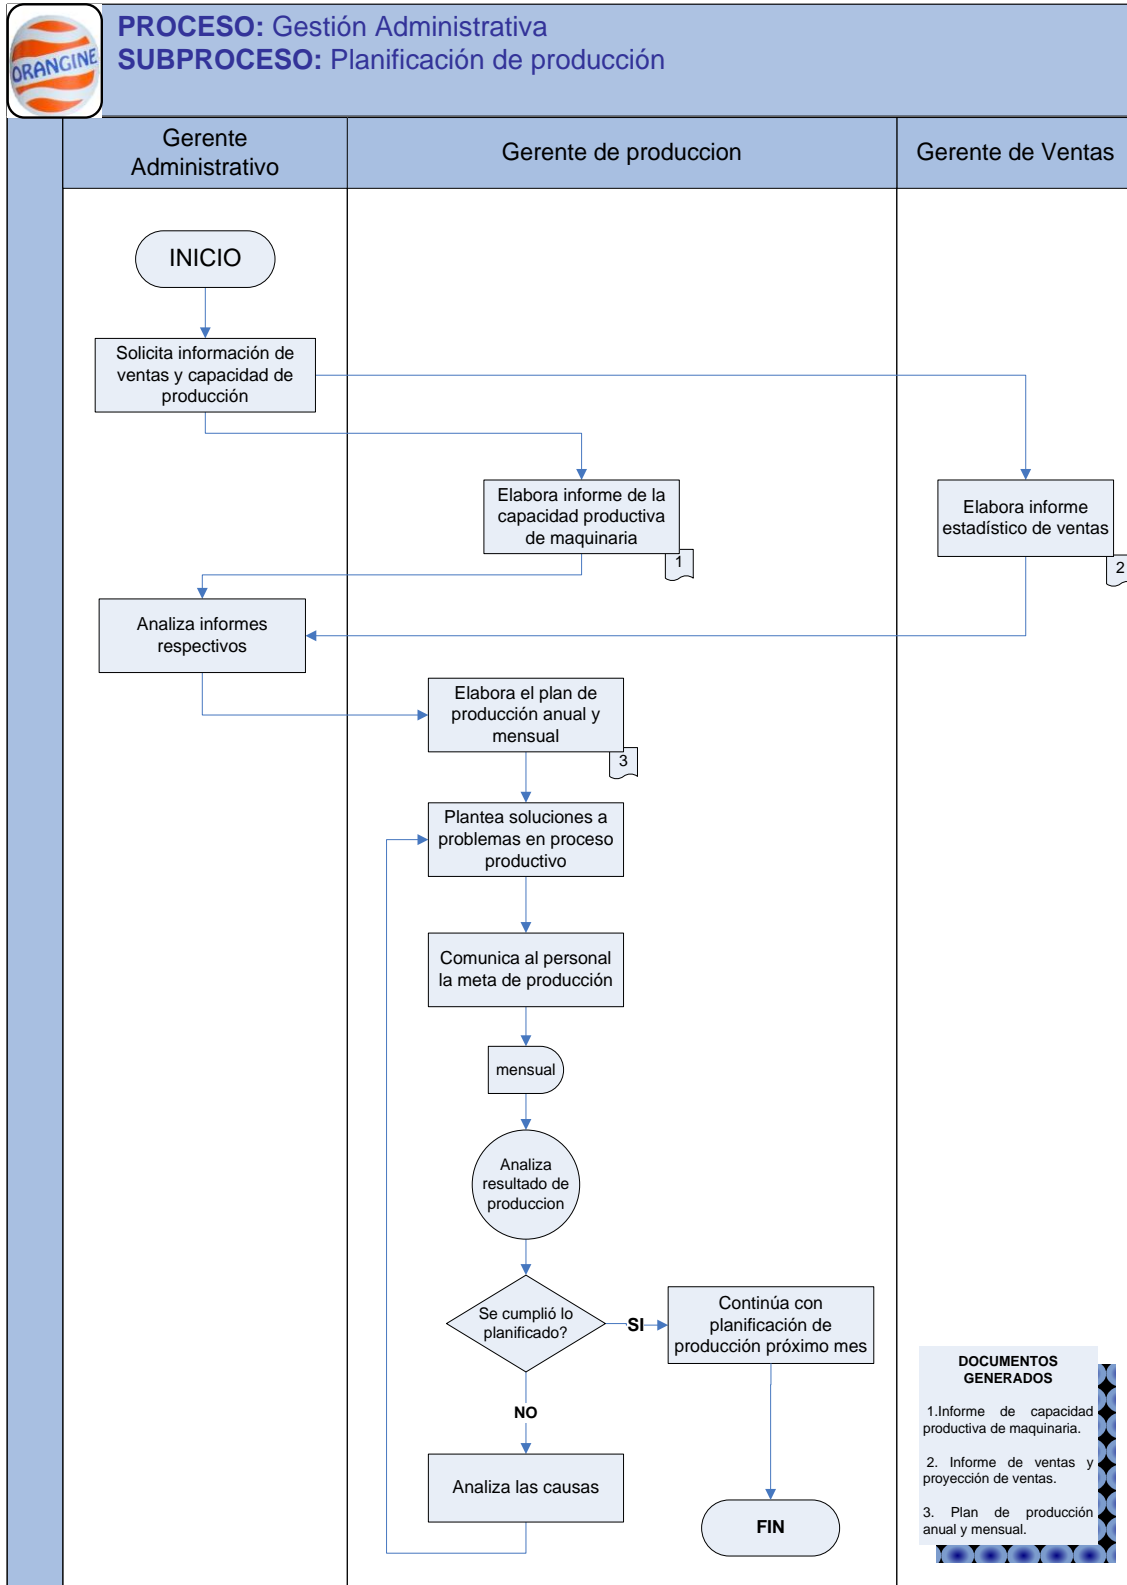 ORANGINE
PROCESO: Gestión Administrativa
SUBPROCESO: Planificación de producción
Gerente
Administrativo
Gerente de produccion
Gerente de Ventas
INICIO
Solicita información de
ventas y capacidad de
producción
Elabora informe de la
capacidad productiva
de maquinaria
1
Elabora informe
estadístico de ventas
2
Analiza informes
respectivos
Elabora el plan de
producción anual y
mensual
3
Plantea soluciones a
problemas en proceso
productivo
Comunica al personal
la meta de producción
mensual
Analiza
resultado de
produccion
Se cumplió lo
planificado?
SI
Continúa con
planificación de
producción próximo mes
NO
Analiza las causas
FIN
DOCUMENTOS
GENERADOS
1.Informe de capacidad
productiva de maquinaria.
2. Informe de ventas y
proyección de ventas.
3. Plan de producción
anual y mensual.